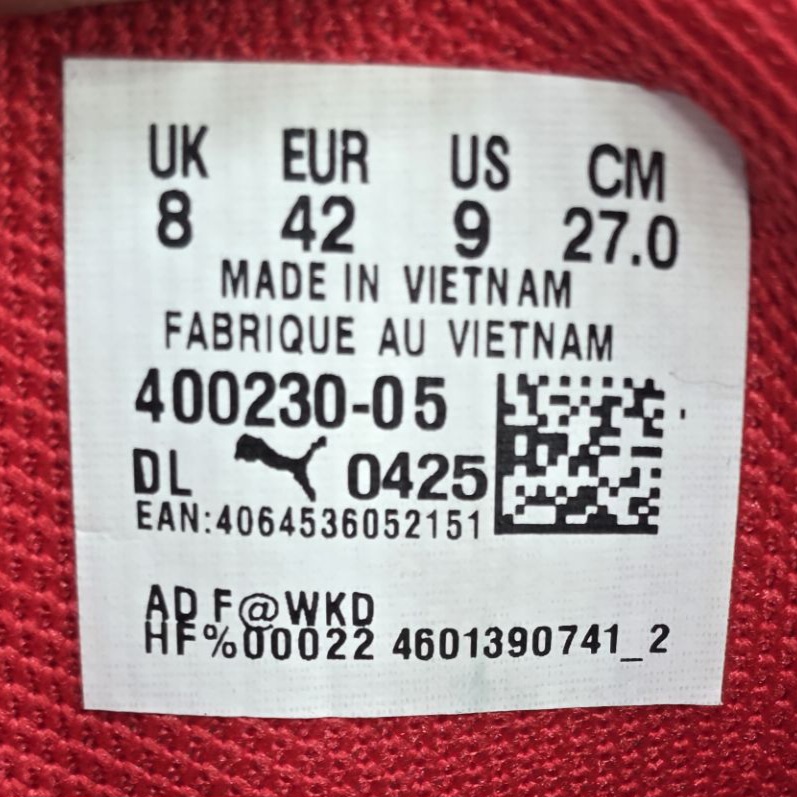 UK EUR US CM
8 42 9 27.0
MADE IN VIETNAM
FABRIQUE AU VIETNAM
400230-05
DL 0425
EAN:4064536052151
AD F@WKD
HF%00022 4601390741_2